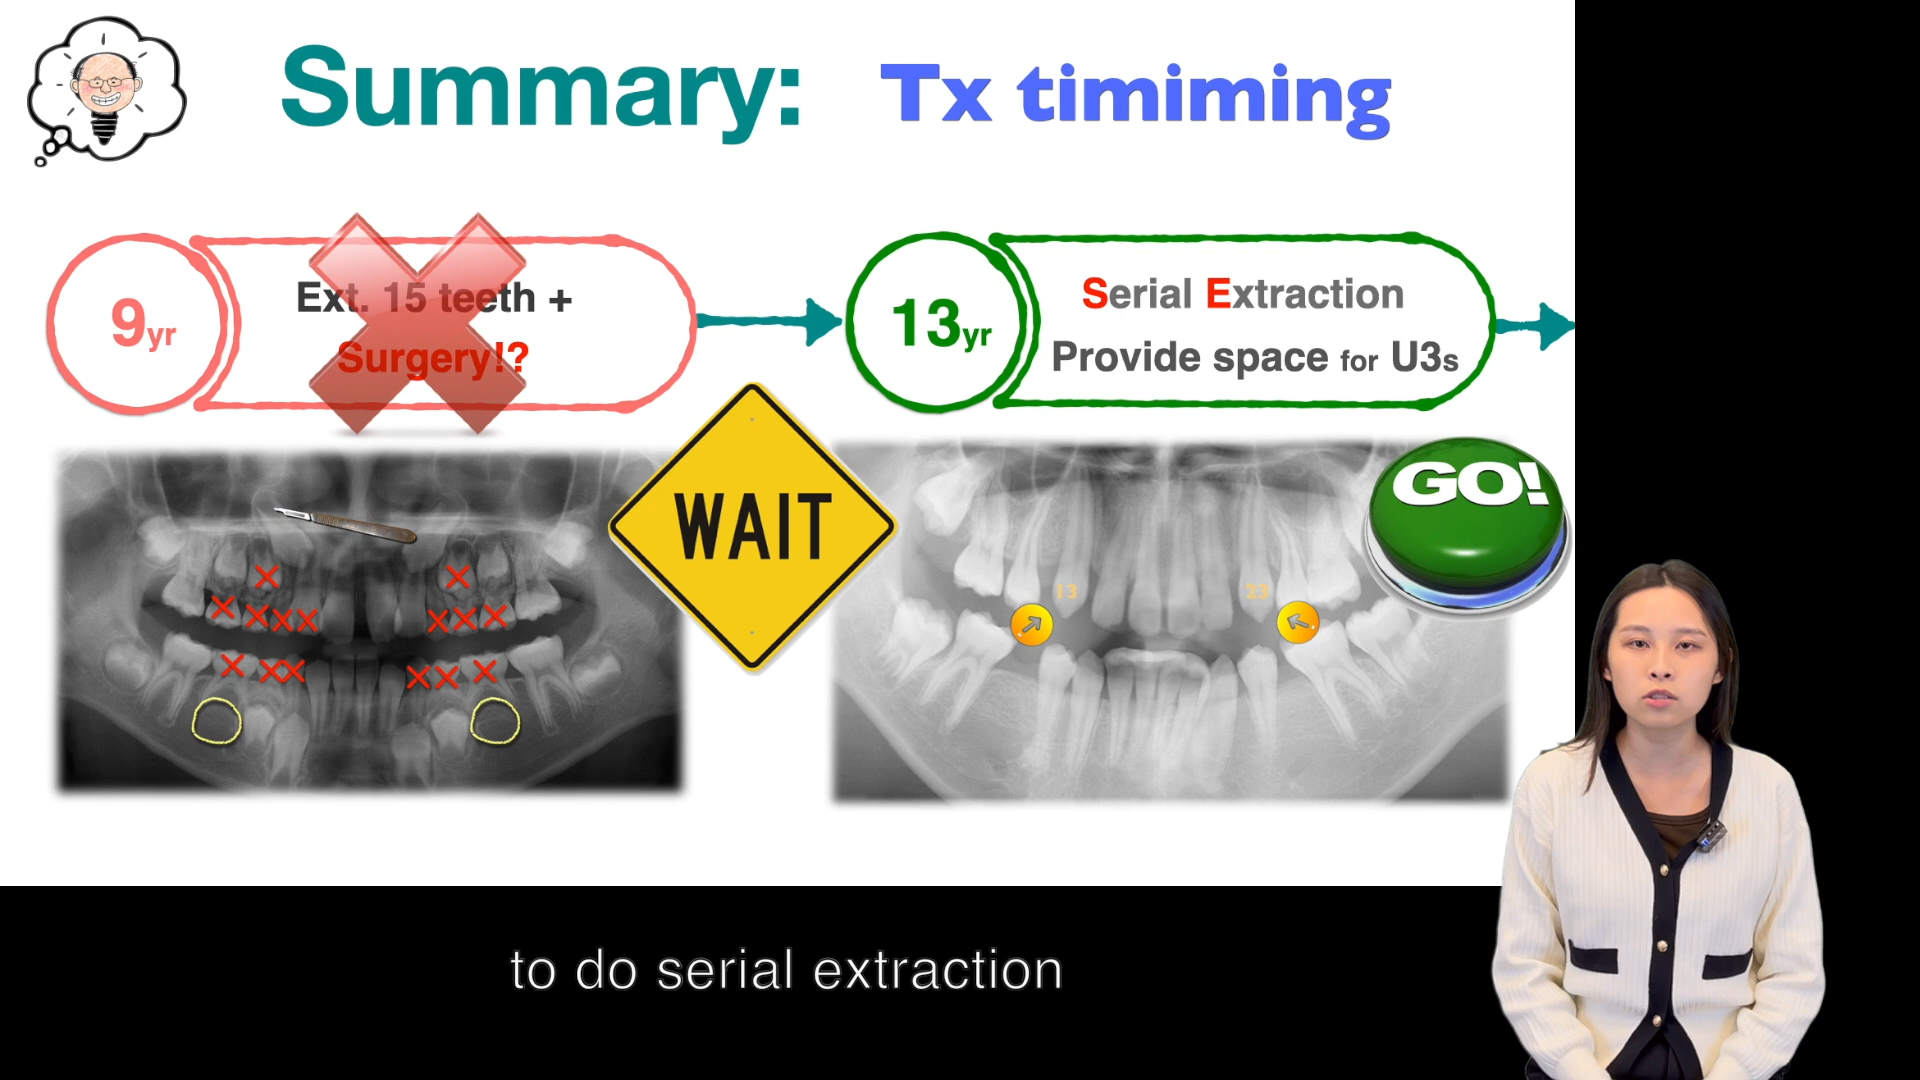 Summary: Tx timiming
9yr
Ext. 15 teeth +
Surgery!?
13yr
Serial Extraction
Provide space for U3s
WAIT
GO!
13
23
to do serial extraction